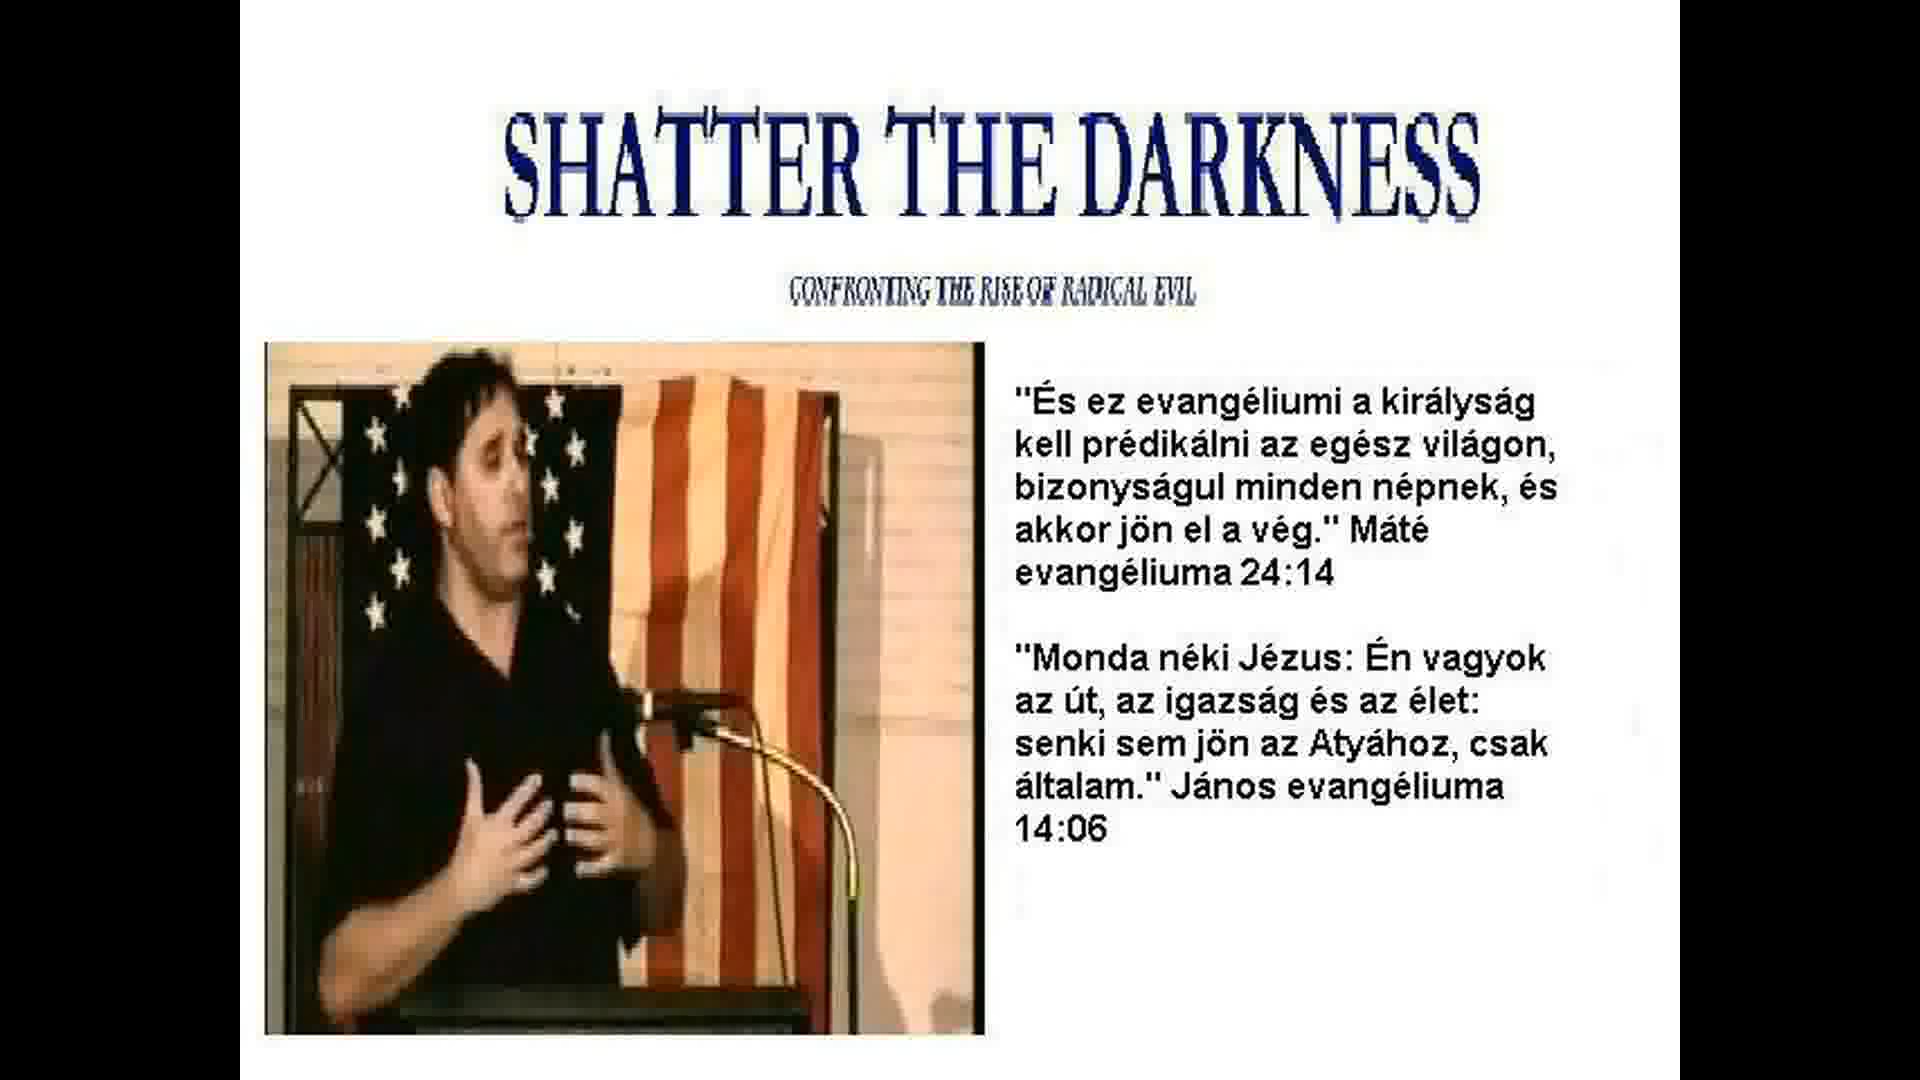 SHATTER THE DARKNESS
CONFRONTING THE RISE OF RADICAL EVIL
"És ez evangéliumi a királyság
kell prédikálni az egész világon,
bizonyságul minden népnek, és
akkor jön el a vég." Máté
evangéliuma 24:14
"Monda néki Jézus: Én vagyok
az út, az igazság és az élet:
senki sem jön az Atyához, csak
általam." János evangéliuma
14:06